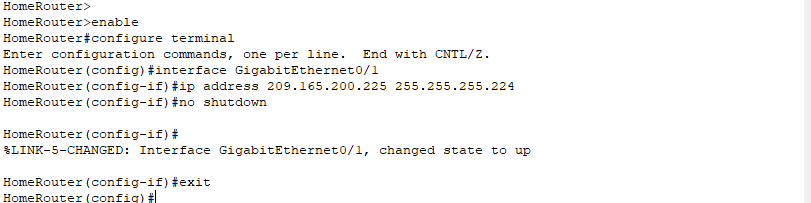 HomeRouter>
HomeRouter>enable
HomeRouter#configure terminal
Enter configuration commands, one per line.  End with CNTL/Z.
HomeRouter(config)#interface GigabitEthernet0/1
HomeRouter(config-if)#ip address 209.165.200.225 255.255.255.224
HomeRouter(config-if)#no shutdown
HomeRouter(config-if)#
%LINK-5-CHANGED: Interface GigabitEthernet0/1, changed state to up
HomeRouter(config-if)#exit
HomeRouter(config)#